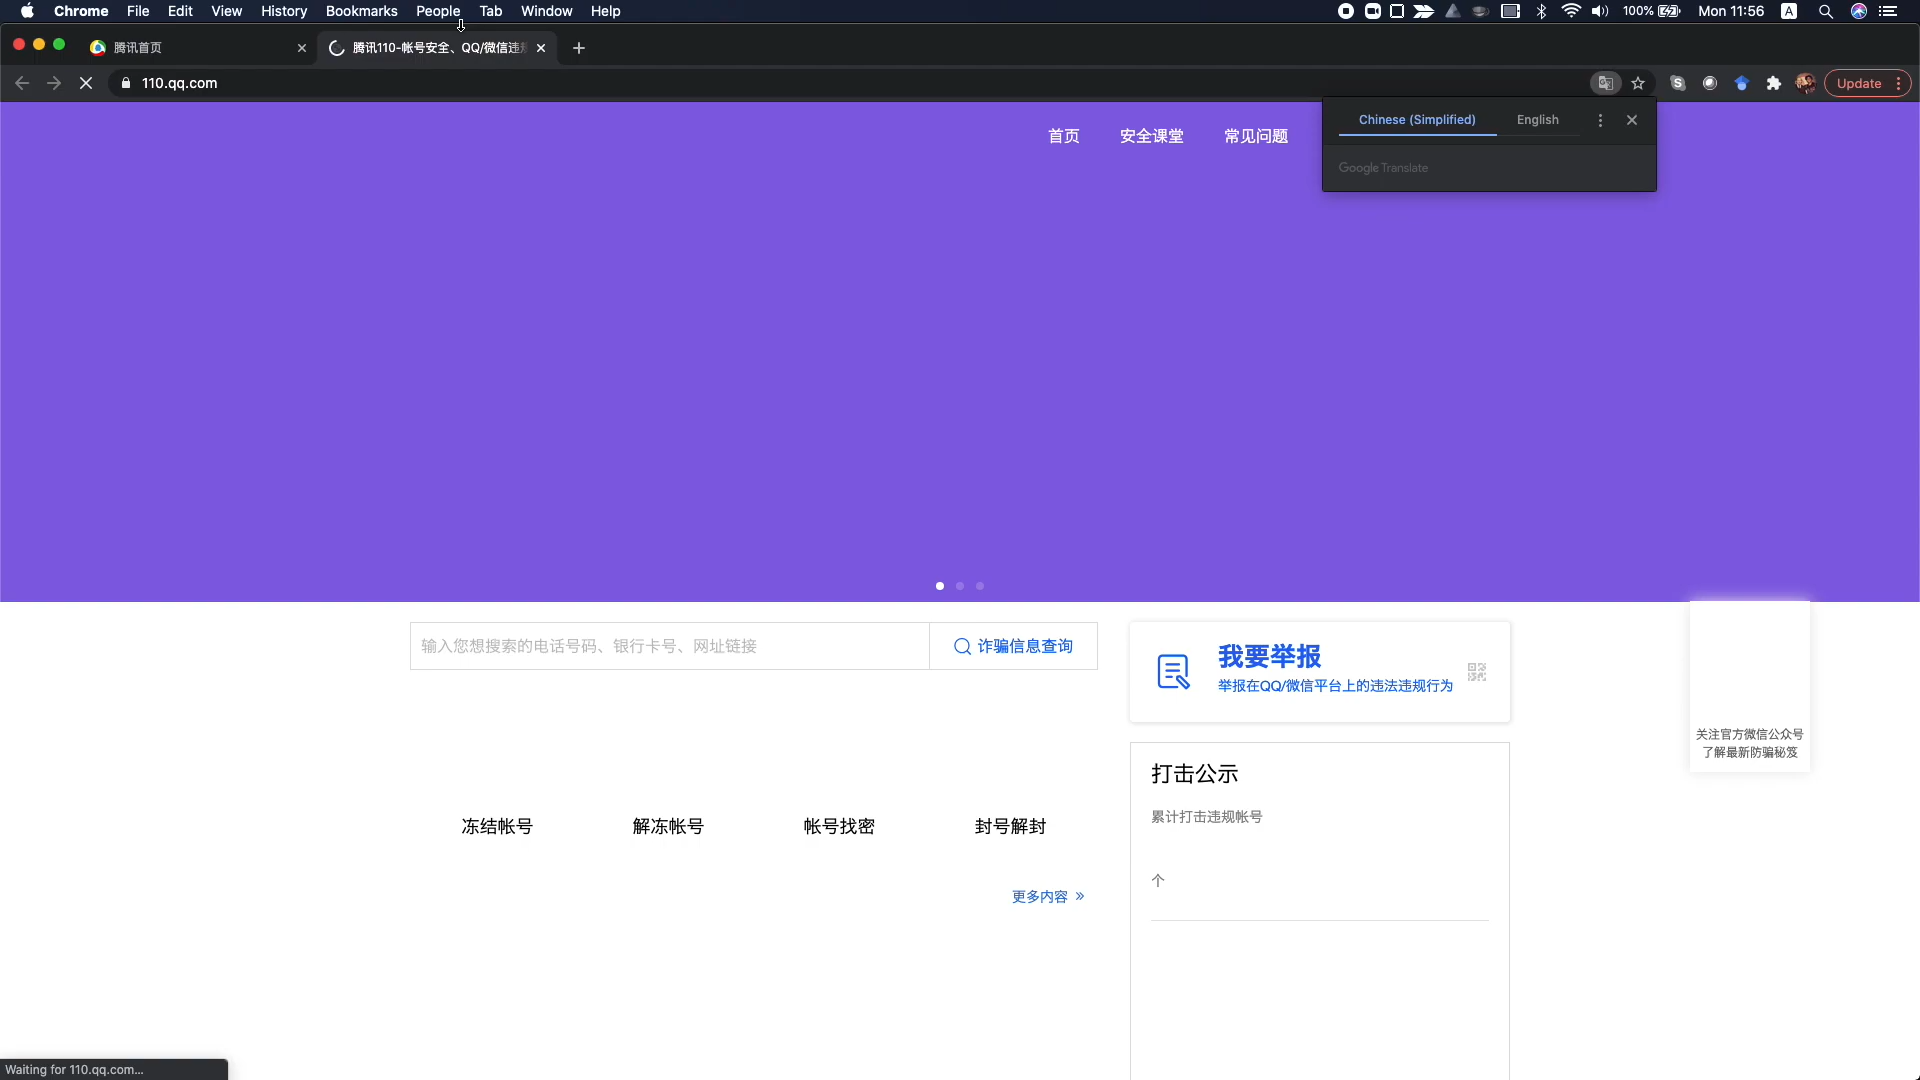 Chrome File Edit View History Bookmarks People Tab Window Help 100% Mon 11:56 A
腾讯首页
腾讯110-帐号安全、QQ/微信违
110.qq.com
S
Update
首页 安全课堂 常见问题
Chinese (Simplified) English
Google Translate
输入您想搜索的电话号码、银行卡号、网址链接
诈骗信息查询
我要举报
举报在QQ/微信平台上的违法违规行为
关注官方微信公众号
了解最新防骗秘笈
打击公示
累计打击违规帐号
个
冻结帐号 解冻帐号 帐号找密 封号解封
更多内容 »
Waiting for 110.qq.com...